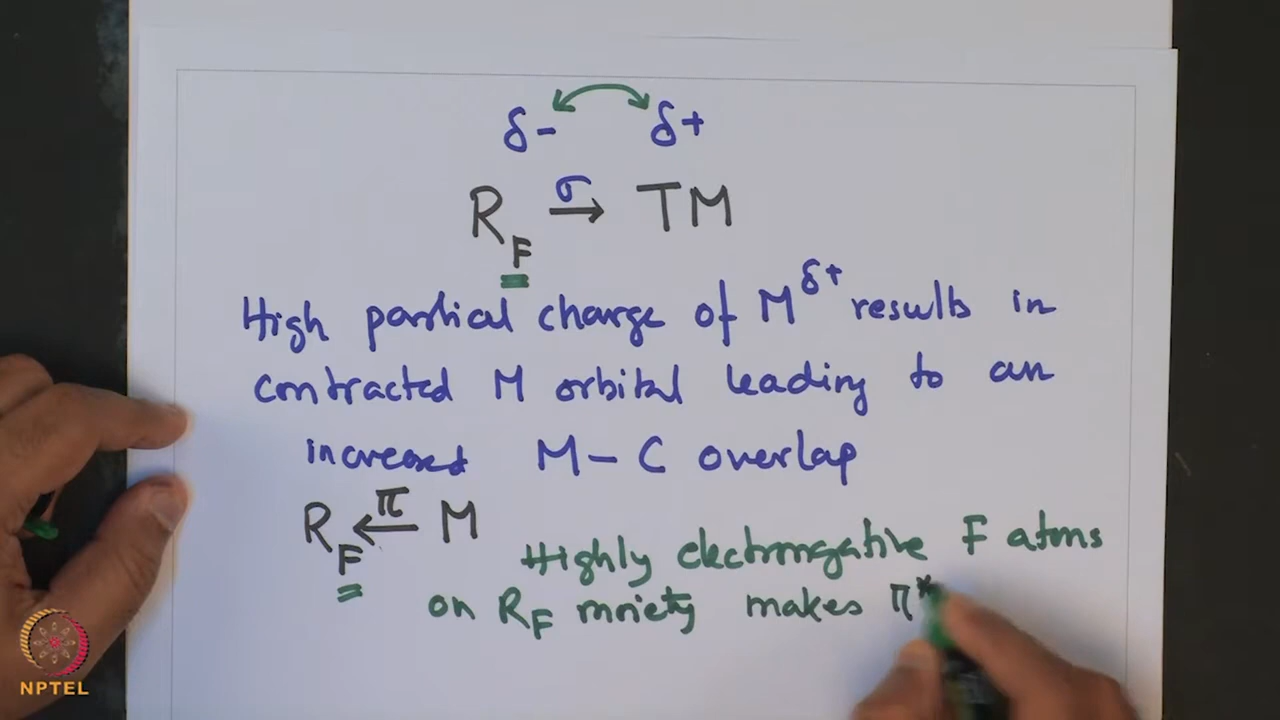 δ- δ+
R_F →σ TM
High partial charge of M^δ+ results in
contracted M orbital leading to an
increased M-C overlap
R_F ←π M
Highly electronegative F atoms
on R_F moiety makes π*
NPTEL